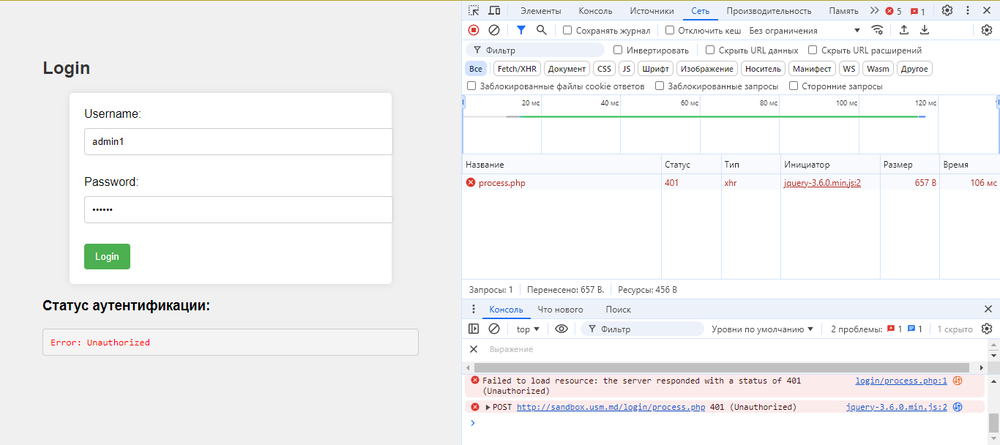 Login
Username:
admin1
Password:
••••••
Login
Статус аутентификации:
Error: Unauthorized
Элементы Консоль Источники Сеть Производительность Память 5 1
Сохранять журнал Отключить кеш Без ограничения
Фильтр Инвертировать Скрыть URL данных Скрыть URL расширений
Все Fetch/XHR Документ CSS JS Шрифт Изображение Носитель Манифест WS Wasm Другое
Заблокированные файлы cookie ответов Заблокированные запросы Сторонние запросы
20 мс 40 мс 60 мс 80 мс 100 мс 120 мс
Название Статус Тип Инициатор Размер Время
process.php 401 xhr jquery-3.6.0.min.js:2 657 B 106 мс
Запросы: 1 Перенесено: 657 B. Ресурсы: 456 B
Консоль Что нового Поиск
top Фильтр Уровни по умолчанию 2 проблемы: 1 1 1 скрыто
Выражение
Failed to load resource: the server responded with a status of 401 login/process.php:1
(Unauthorized)
POST http://sandbox.usm.md/login/process.php 401 (Unauthorized) jquery-3.6.0.min.js:2